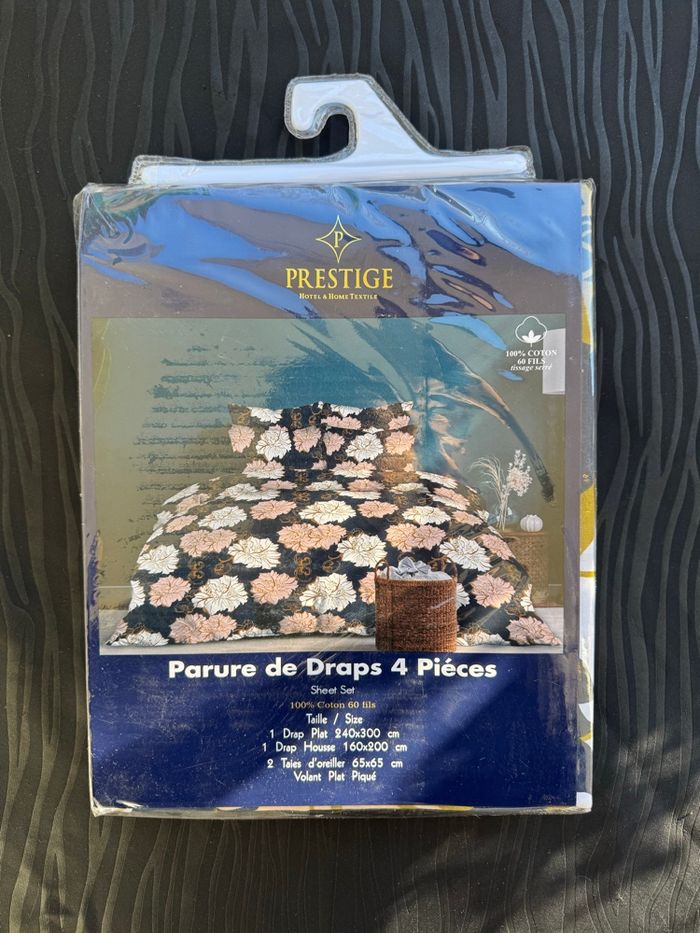 P
PRESTIGE
HOTEL & HOME TEXTILE
100% COTON
60 FILS
tissage serré
Parure de Draps 4 Piéces
Sheet Set
100% Coton 60 fils
Taille / Size
1 Drap Plat 240x300 cm
1 Drap Housse 160x200 cm
2 Taies d'oreiller 65x65 cm
Volant Plat Piqué